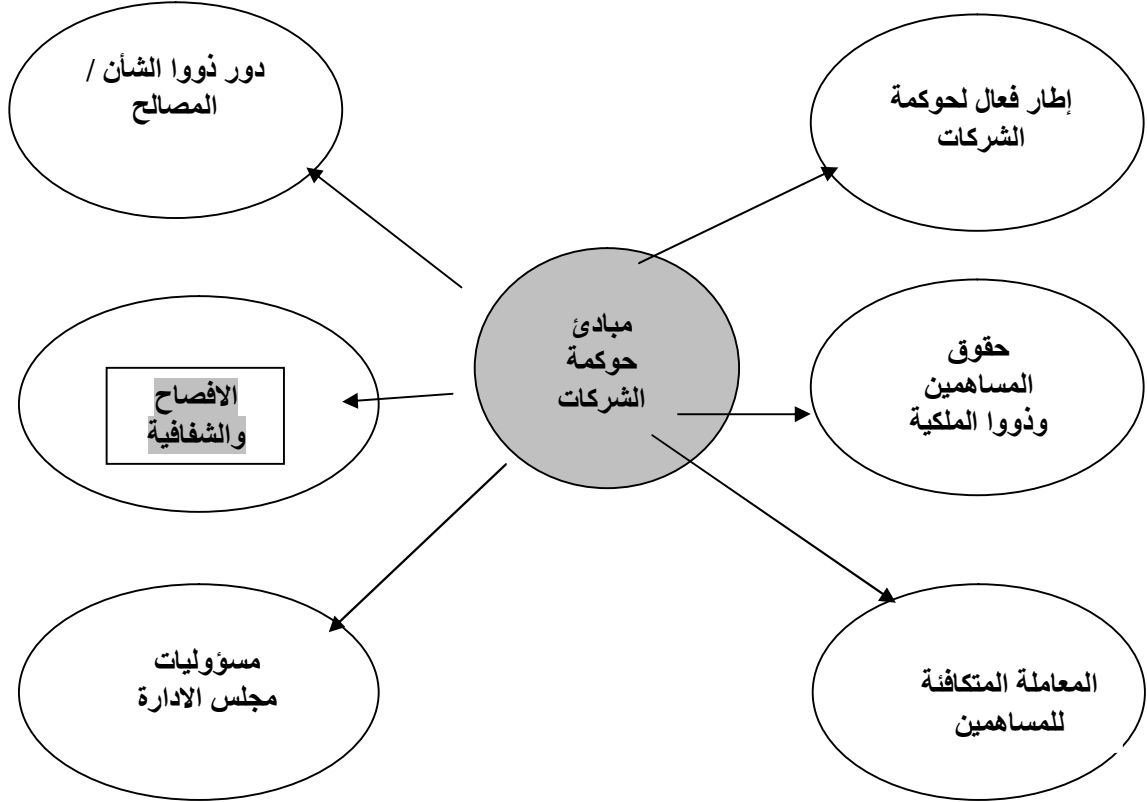 إطار فعال لحوكمة
الشركات
دور ذووا الشأن /
المصالح
مبادئ
حوكمة
الشركات
حقوق
المساهمين
وذووا الملكية
الافصاح
والشفافية
المعاملة المتكافئة
للمساهمين
مسؤوليات
مجلس الادارة